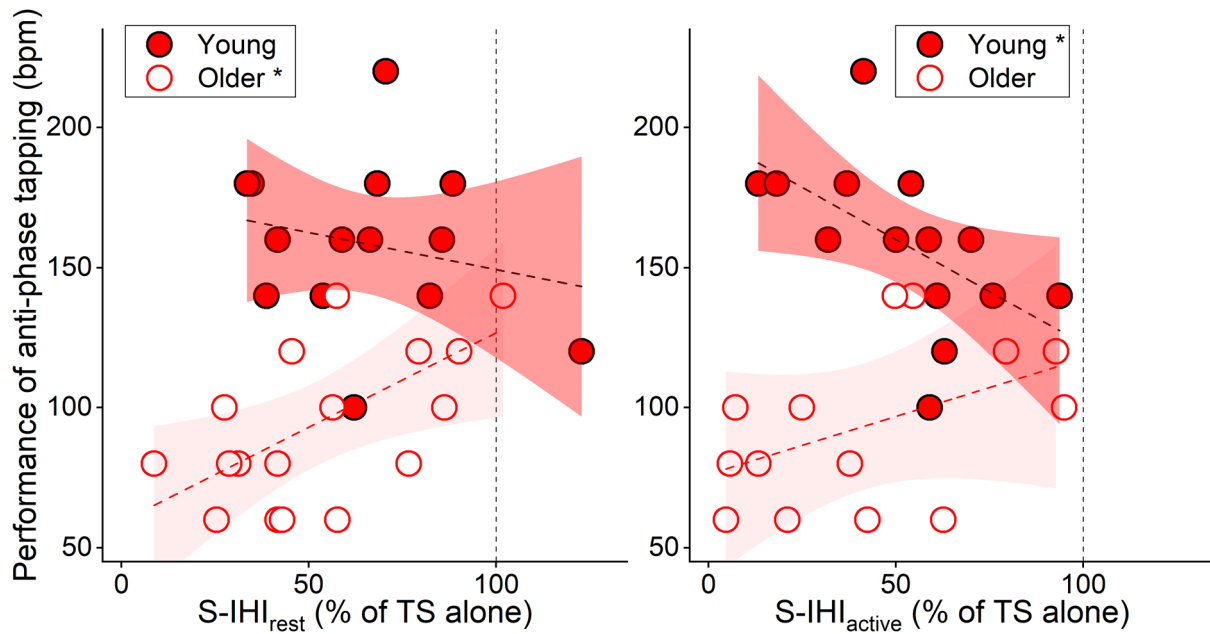 Performance of anti-phase tapping (bpm)
Young
Older *
200
150
100
50
0
50
100
S-IHIrest (% of TS alone)
Young *
Older
200
150
100
50
0
50
100
S-IHIactive (% of TS alone)